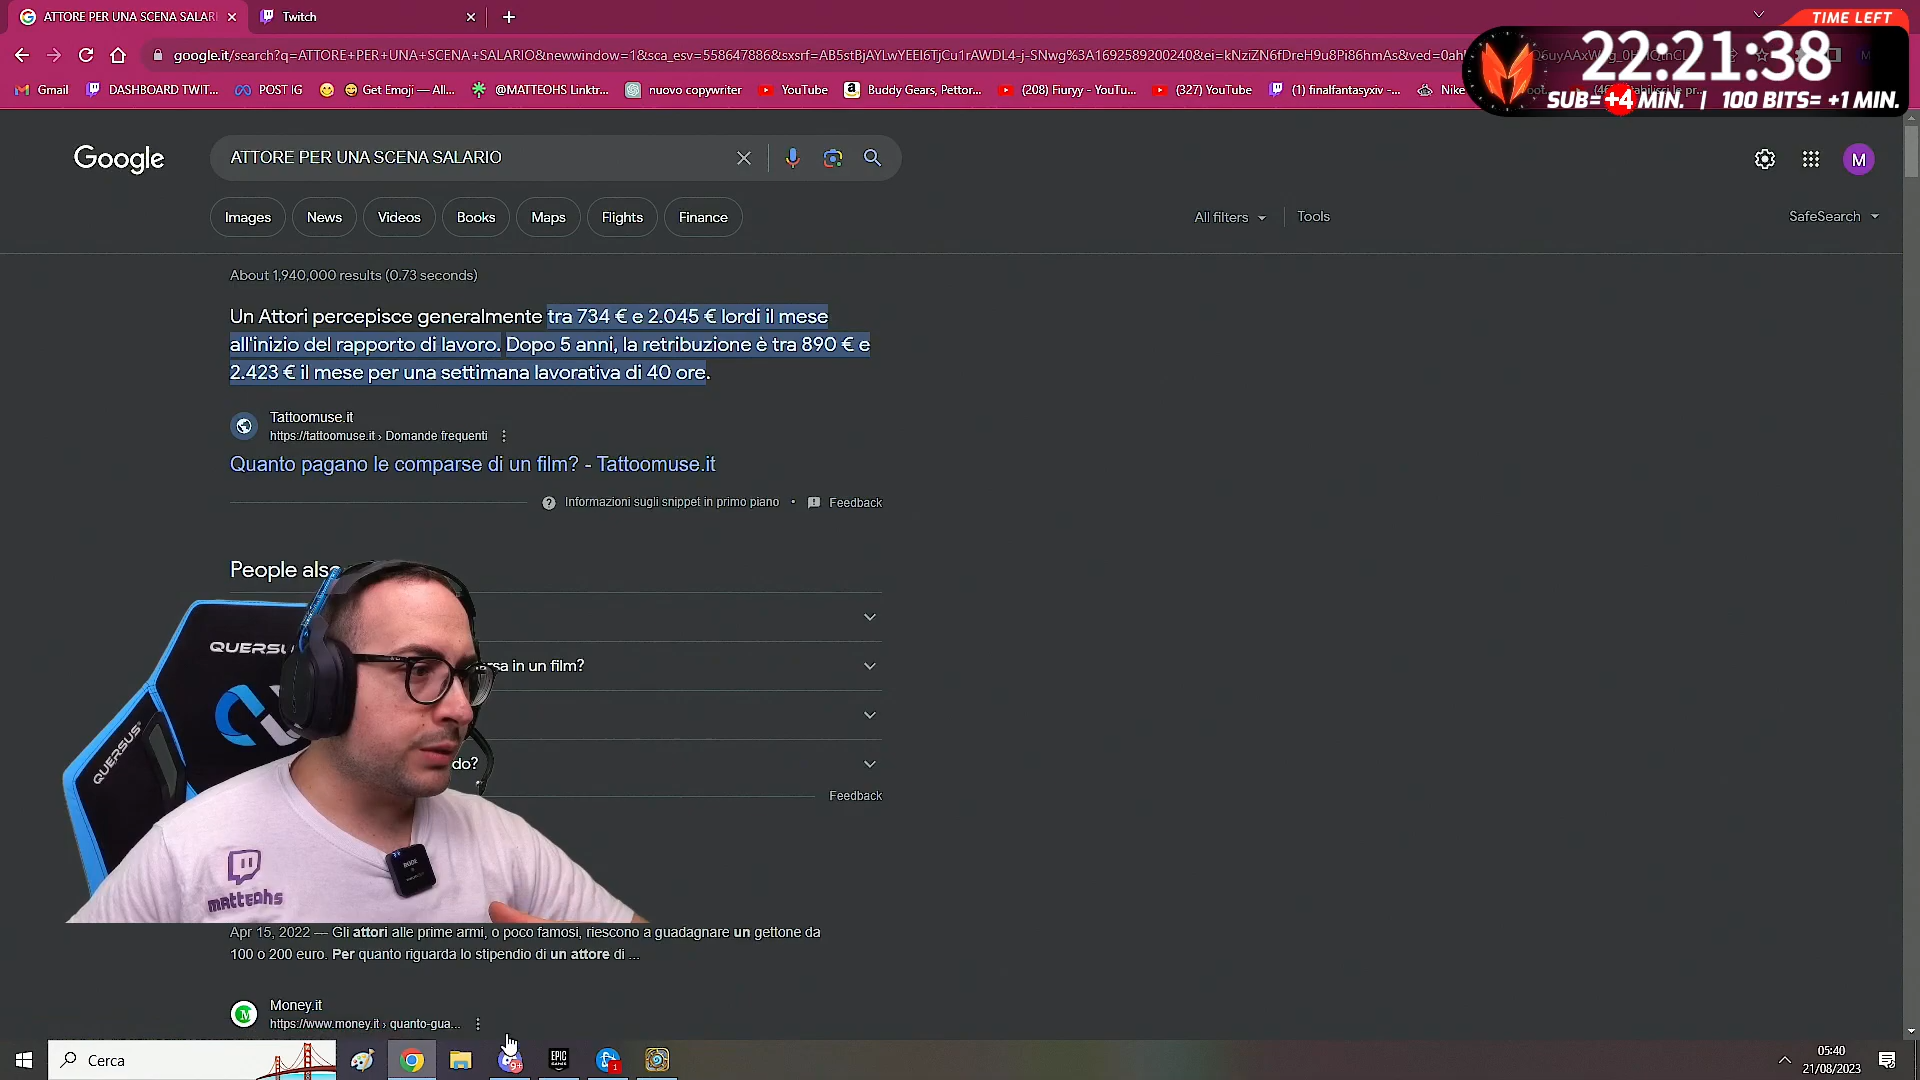 ATTORE PER UNA SCENA SALARI
Twitch
TIME LEFT
22:21:38
SUB= +4 MIN. | 100 BITS= +1 MIN.
google.it/search?q=ATTORE+PER+UNA+SCENA+SALARIO&newwindow=1&sca_esv=558647886&sxsrf=AB5stBjAYLwYEEI6TjCu1rAWDL4-j-SNwg%3A1692589200240&ei=kNziZN6fDreH9u8Pi86hmAs&ved=0ah
Gmail
DASHBOARD TWIT...
POST IG
Get Emoji — All...
@MATTEOHS Linktr...
nuovo copywriter
YouTube
Buddy Gears, Pettor...
(208) Fiuryy - YouTu...
(327) YouTube
(1) finalfantasyxiv -...
Nike
Google
ATTORE PER UNA SCENA SALARIO
M
Images
News
Videos
Books
Maps
Flights
Finance
All filters
Tools
SafeSearch
About 1,940,000 results (0.73 seconds)
Un Attori percepisce generalmente tra 734 € e 2.045 € lordi il mese
all'inizio del rapporto di lavoro. Dopo 5 anni, la retribuzione è tra 890 € e
2.423 € il mese per una settimana lavorativa di 40 ore.
Tattoomuse.it
https://tattoomuse.it › Domande frequenti
Quanto pagano le comparse di un film? - Tattoomuse.it
Informazioni sugli snippet in primo piano
Feedback
People also
in un film?
do?
Feedback
QUERSU
QUERSUS
RODE
matteohs
Apr 15, 2022 — Gli attori alle prime armi, o poco famosi, riescono a guadagnare un gettone da
100 o 200 euro. Per quanto riguarda lo stipendio di un attore di ...
Money.it
https://www.money.it › quanto-gua...
Cerca
9+
EPIC
GAMES
1
05:40
21/08/2023